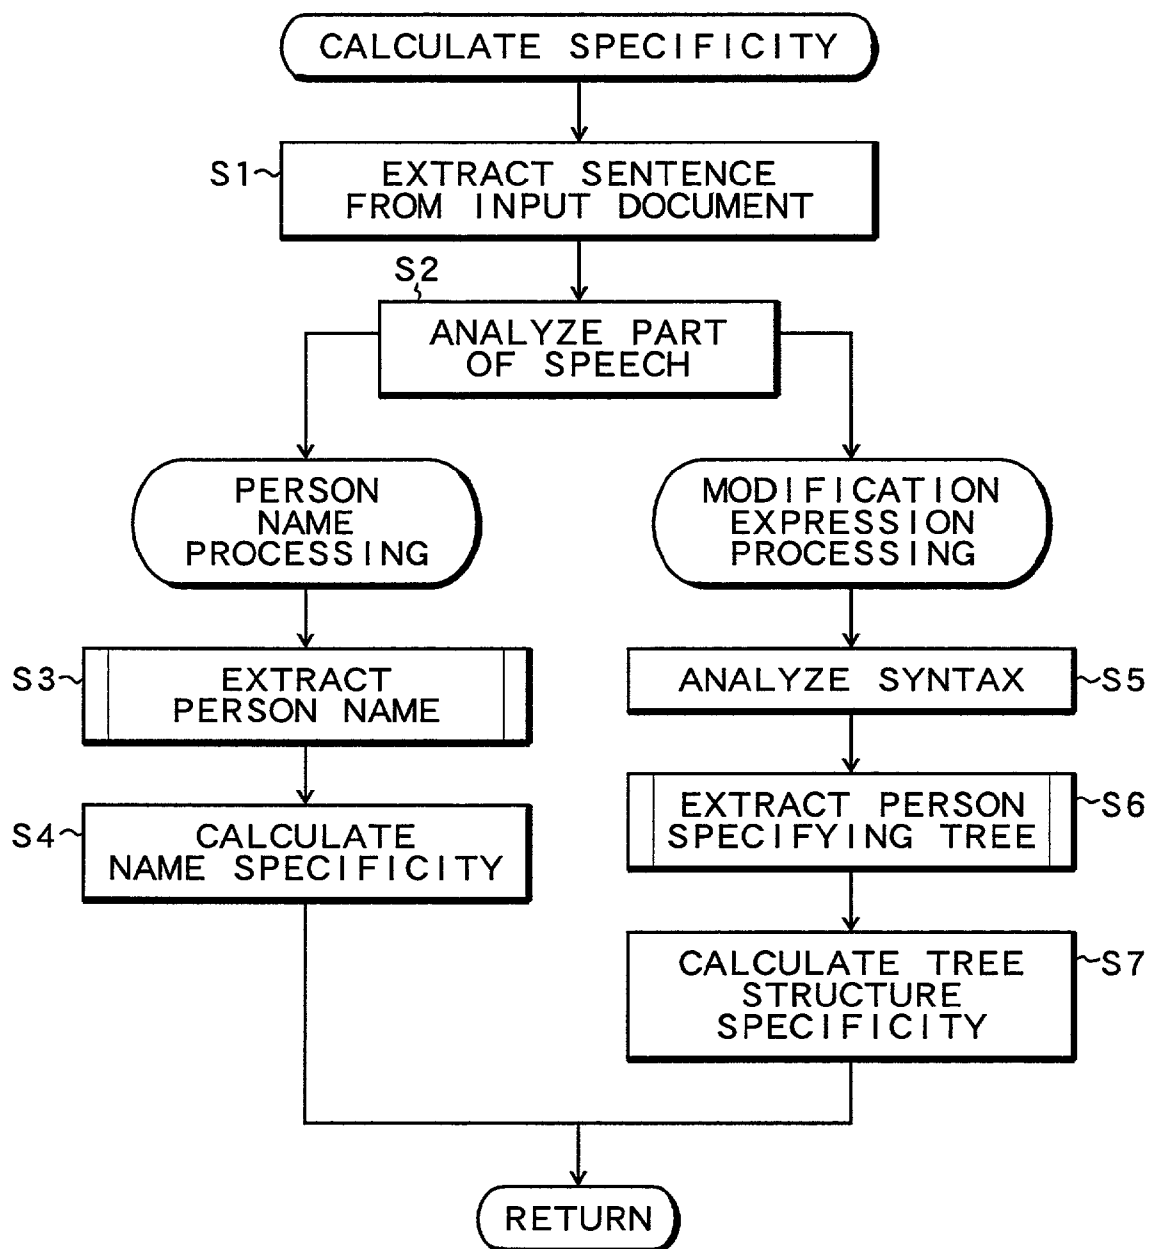 CALCULATE SPECIFICITY
S1
EXTRACT SENTENCE
FROM INPUT DOCUMENT
S2
ANALYZE PART
OF SPEECH
PERSON
NAME
PROCESSING
MODIFICATION
EXPRESSION
PROCESSING
S3
EXTRACT
PERSON NAME
ANALYZE SYNTAX
S5
S4
CALCULATE
NAME SPECIFICITY
EXTRACT PERSON
SPECIFYING TREE
S6
CALCULATE TREE
STRUCTURE
SPECIFICITY
S7
RETURN